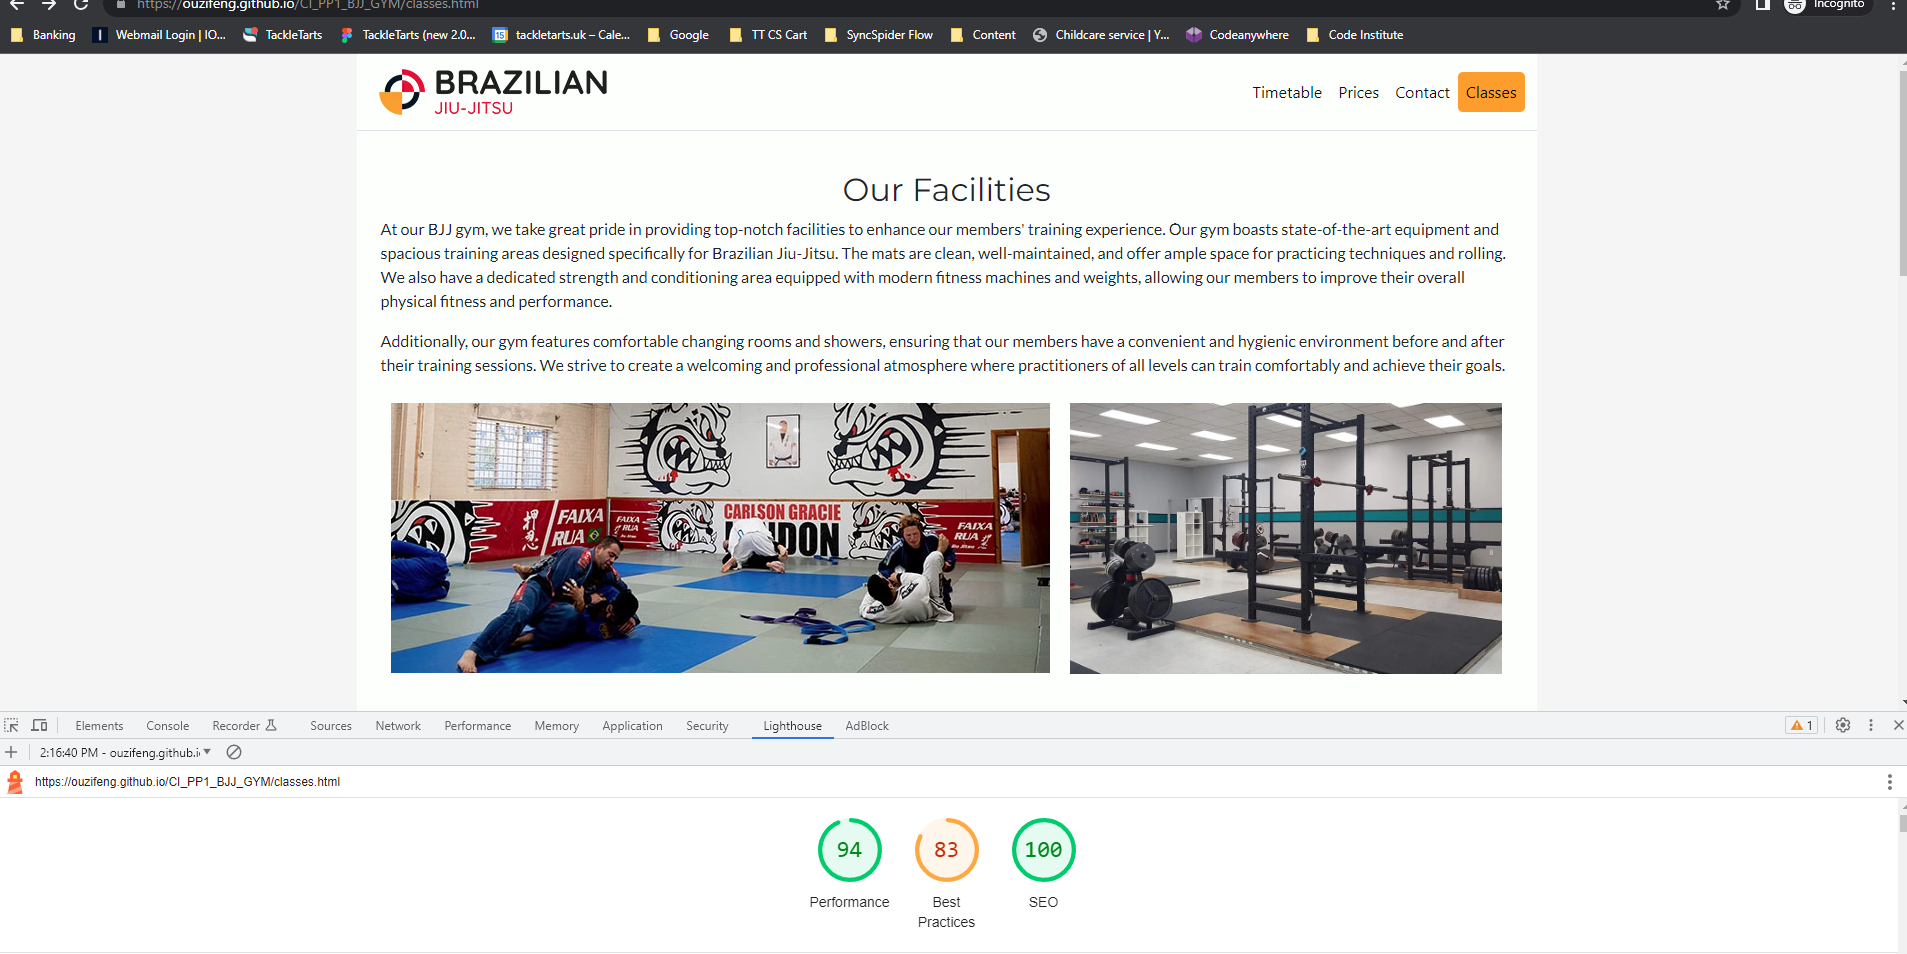 https://ouzifeng.github.io/CI_PP1_BJJ_GYM/classes.html
Incognito
Banking
Webmail Login | IO...
TackleTarts
TackleTarts (new 2.0...
15
tackletarts.uk – Cale...
Google
TT CS Cart
SyncSpider Flow
Content
Childcare service | Y...
Codeanywhere
Code Institute
BRAZILIAN
JIU-JITSU
Timetable
Prices
Contact
Classes
Our Facilities
At our BJJ gym, we take great pride in providing top-notch facilities to enhance our members' training experience. Our gym boasts state-of-the-art equipment and
spacious training areas designed specifically for Brazilian Jiu-Jitsu. The mats are clean, well-maintained, and offer ample space for practicing techniques and rolling.
We also have a dedicated strength and conditioning area equipped with modern fitness machines and weights, allowing our members to improve their overall
physical fitness and performance.
Additionally, our gym features comfortable changing rooms and showers, ensuring that our members have a convenient and hygienic environment before and after
their training sessions. We strive to create a welcoming and professional atmosphere where practitioners of all levels can train comfortably and achieve their goals.
押忍
FAIXA
RUA
FAIXA
RUA
CARLSON GRACIE
NDON
FAIXA
RUA
Elements
Console
Recorder
Sources
Network
Performance
Memory
Application
Security
Lighthouse
AdBlock
1
2:16:40 PM - ouzifeng.github.i
https://ouzifeng.github.io/CI_PP1_BJJ_GYM/classes.html
94
83
100
Performance
Best
Practices
SEO